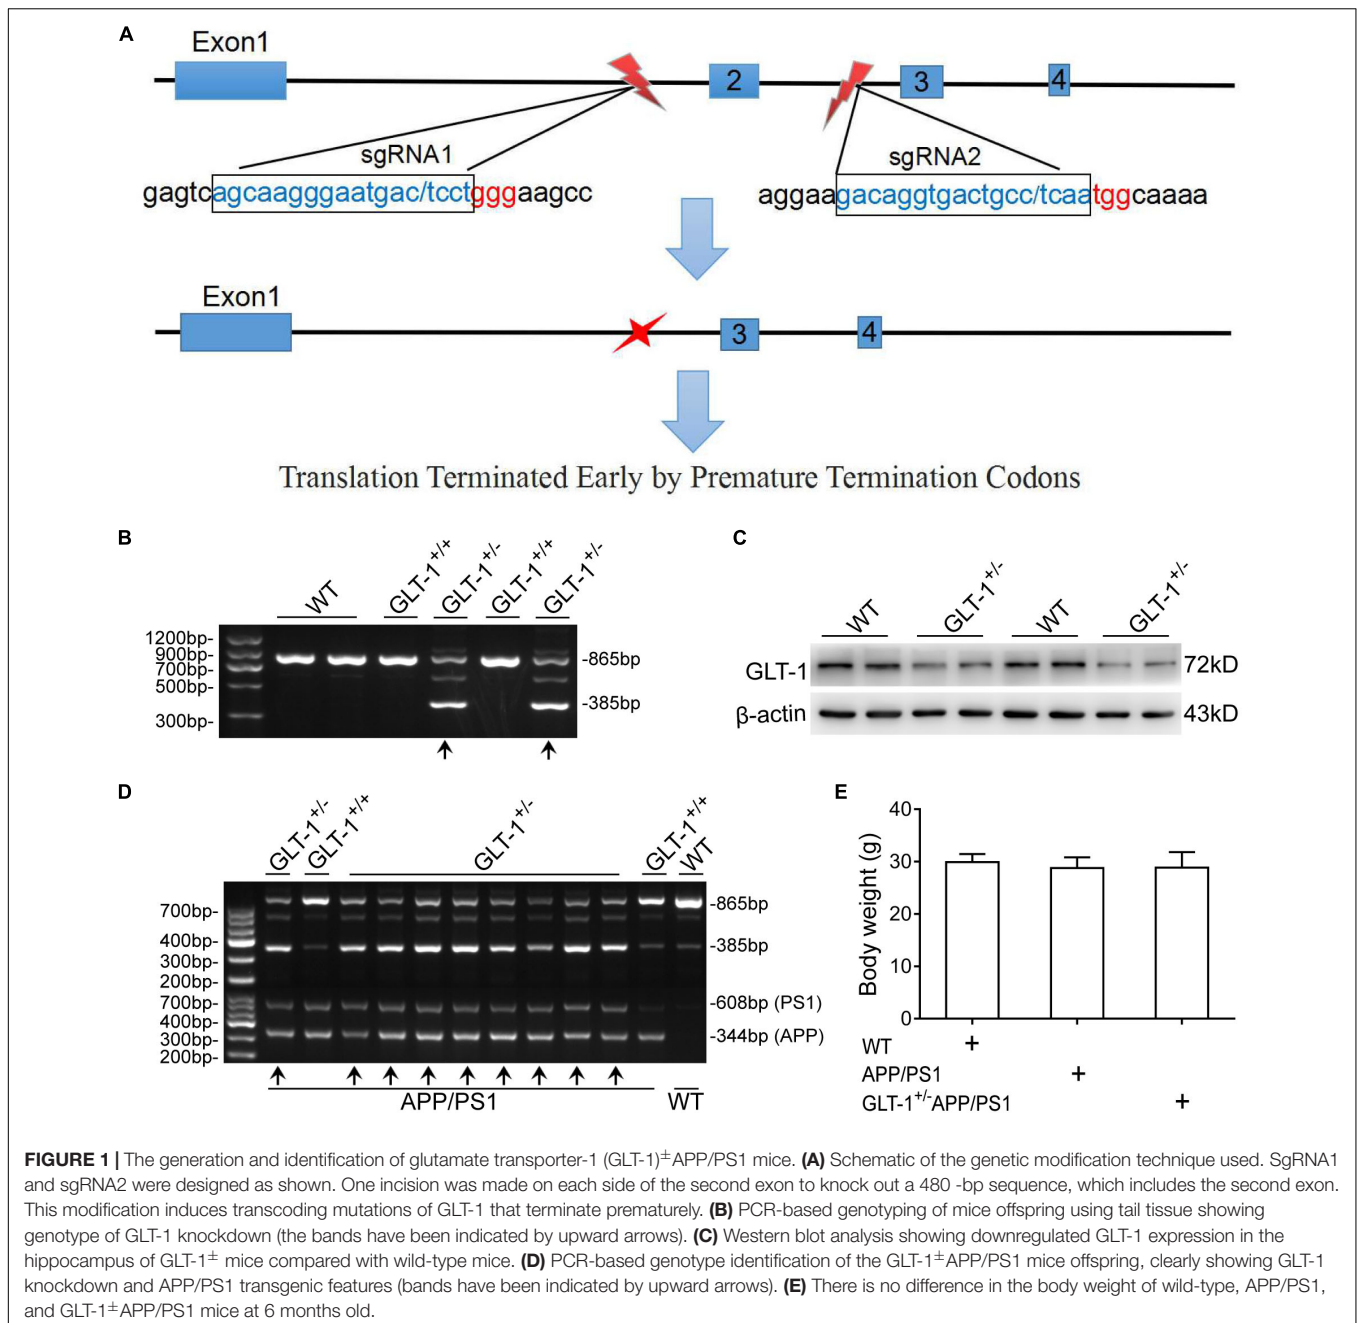 A
Exon1
2
3
4
sgRNA1
sgRNA2
gagtcagcaagggaatgac/tcctgggaagcc
aggaagacaggtgactgcc/tcaatggcaaaa
Exon1
3
4
Translation Terminated Early by Premature Termination Codons
B
WT
GLT-1+/+
GLT-1+/-
GLT-1+/+
GLT-1+/-
1200bp-
900bp-
700bp-
500bp-
300bp-
-865bp
-385bp
C
WT
GLT-1+/-
WT
GLT-1+/-
GLT-1
72kD
β-actin
43kD
D
GLT-1+/-
GLT-1+/+
GLT-1+/-
GLT-1+/+
WT
700bp-
400bp-
300bp-
200bp-
700bp-
400bp-
300bp-
200bp-
-865bp
-385bp
-608bp (PS1)
-344bp (APP)
APP/PS1
WT
E
Body weight (g)
40
30
20
10
0
WT +
APP/PS1 +
GLT-1+/-APP/PS1 +
FIGURE 1 | The generation and identification of glutamate transporter-1 (GLT-1)±APP/PS1 mice. (A) Schematic of the genetic modification technique used. SgRNA1
and sgRNA2 were designed as shown. One incision was made on each side of the second exon to knock out a 480 -bp sequence, which includes the second exon.
This modification induces transcoding mutations of GLT-1 that terminate prematurely. (B) PCR-based genotyping of mice offspring using tail tissue showing
genotype of GLT-1 knockdown (the bands have been indicated by upward arrows). (C) Western blot analysis showing downregulated GLT-1 expression in the
hippocampus of GLT-1± mice compared with wild-type mice. (D) PCR-based genotype identification of the GLT-1±APP/PS1 mice offspring, clearly showing GLT-1
knockdown and APP/PS1 transgenic features (bands have been indicated by upward arrows). (E) There is no difference in the body weight of wild-type, APP/PS1,
and GLT-1±APP/PS1 mice at 6 months old.